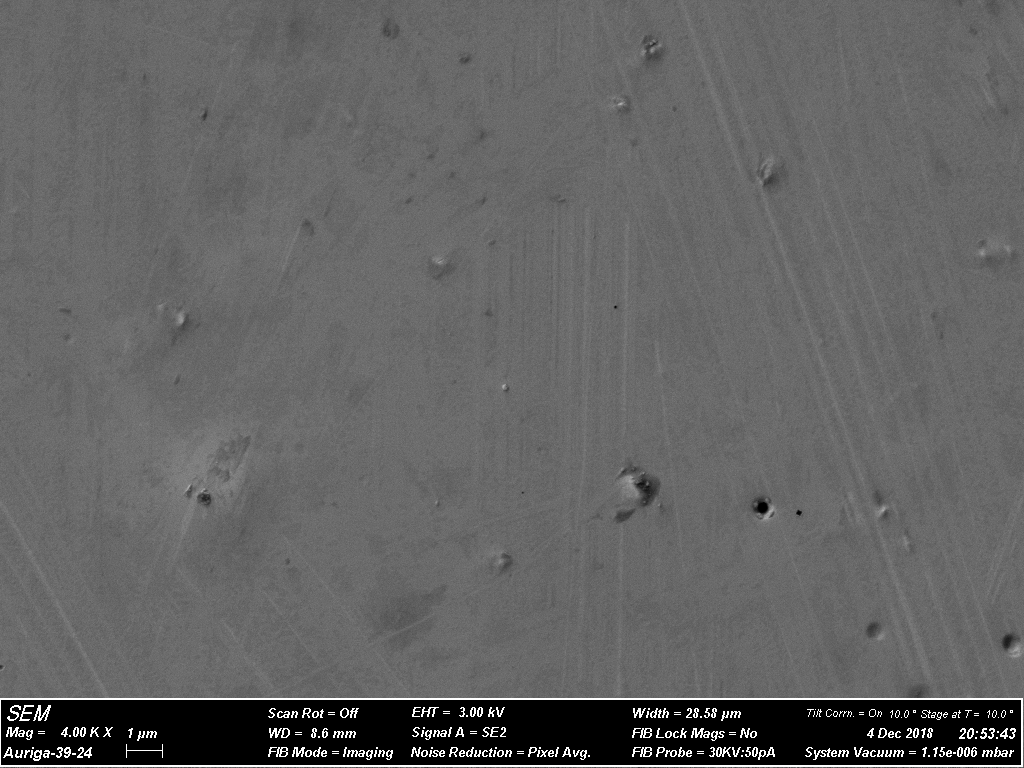 SEM
Mag = 4.00 K X 1 µm
Auriga-39-24
Scan Rot = Off
WD = 8.6 mm
FIB Mode = Imaging
EHT = 3.00 kV
Signal A = SE2
Noise Reduction = Pixel Avg.
Width = 28.58 µm
FIB Lock Mags = No
FIB Probe = 30KV:50pA
Tilt Corrn. = On 10.0° Stage at T = 10.0°
4 Dec 2018 20:53:43
System Vacuum = 1.15e-006 mbar